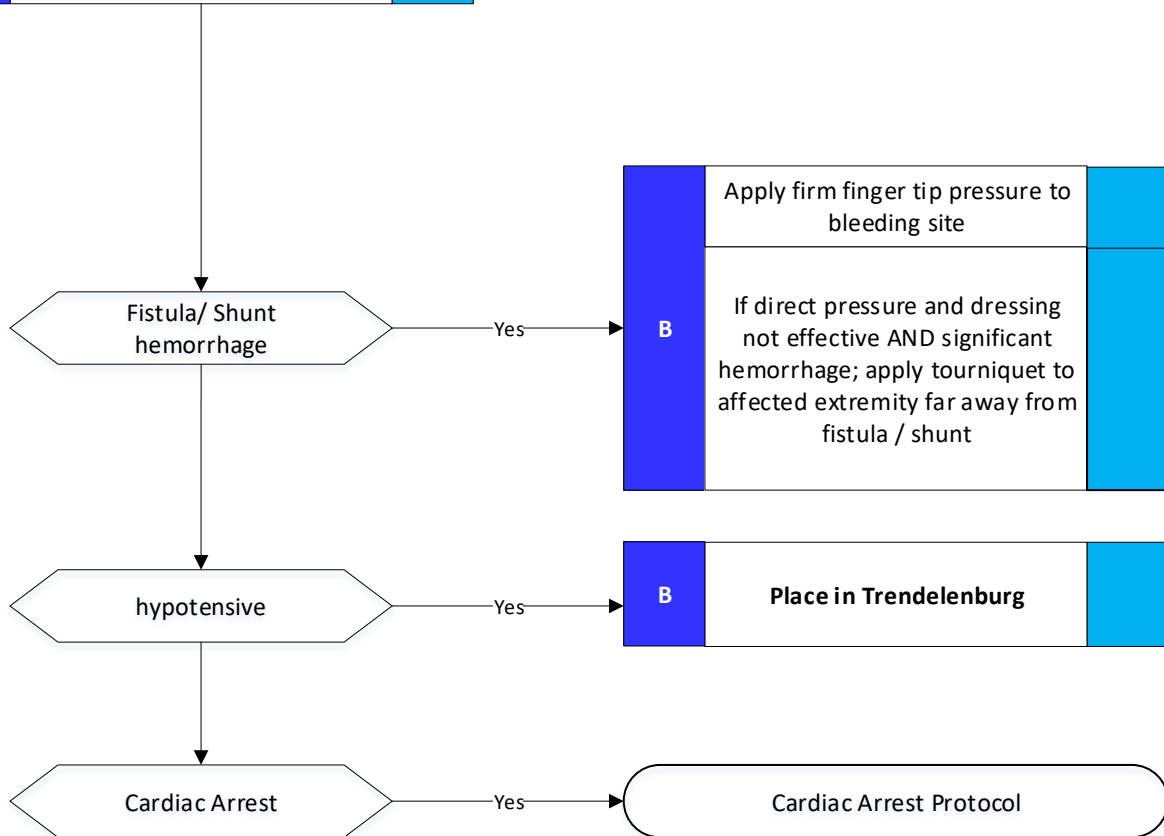 Apply firm finger tip pressure to
bleeding site
Fistula/ Shunt
hemorrhage
Yes
B
If direct pressure and dressing
not effective AND significant
hemorrhage; apply tourniquet to
affected extremity far away from
fistula / shunt
hypotensive
Yes
B
Place in Trendelenburg
Cardiac Arrest
Yes
Cardiac Arrest Protocol